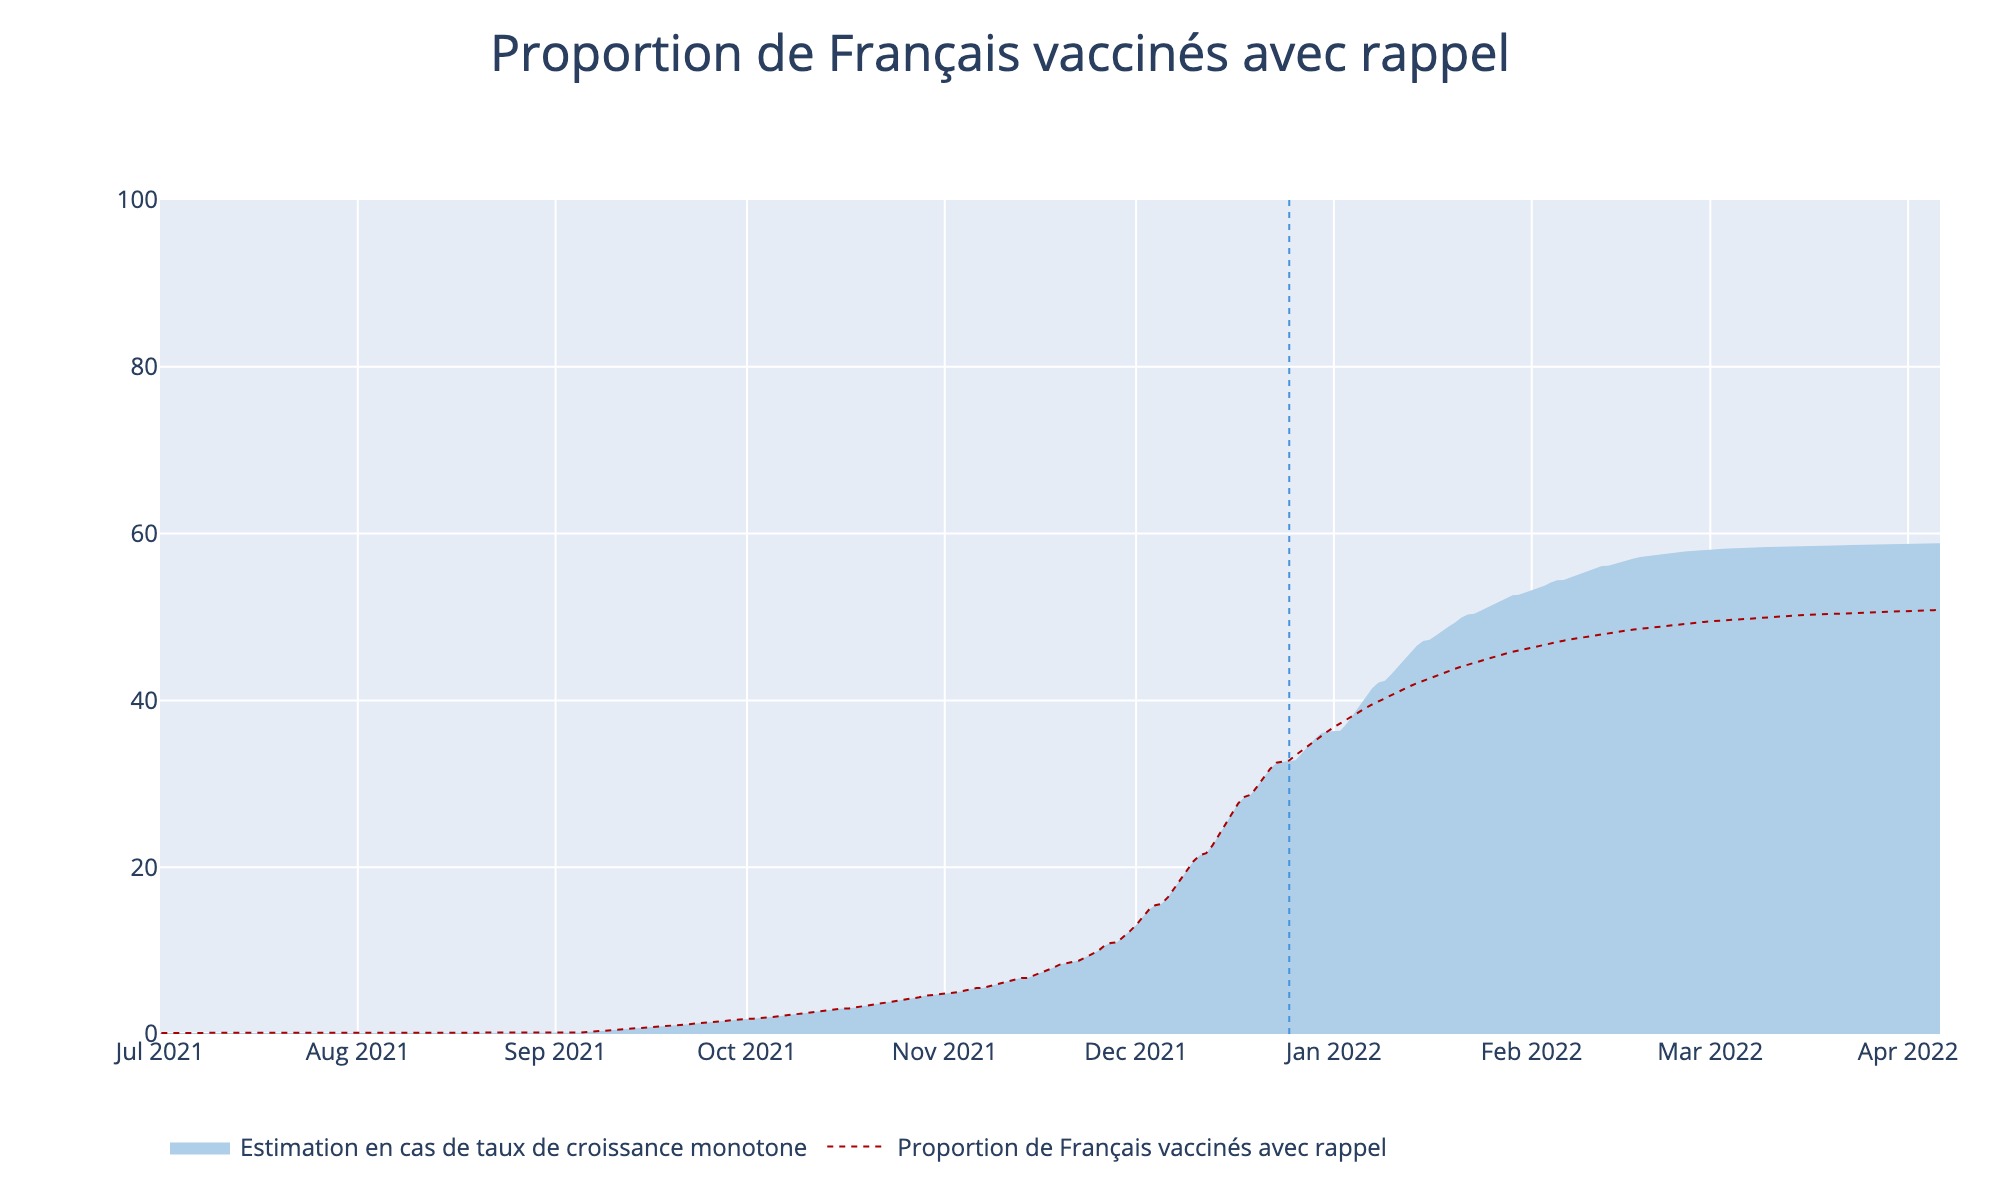 Proportion de Français vaccinés avec rappel
100
80
60
40
20
0
Jul 2021 Aug 2021 Sep 2021 Oct 2021 Nov 2021 Dec 2021 Jan 2022 Feb 2022 Mar 2022 Apr 2022
Estimation en cas de taux de croissance monotone Proportion de Français vaccinés avec rappel